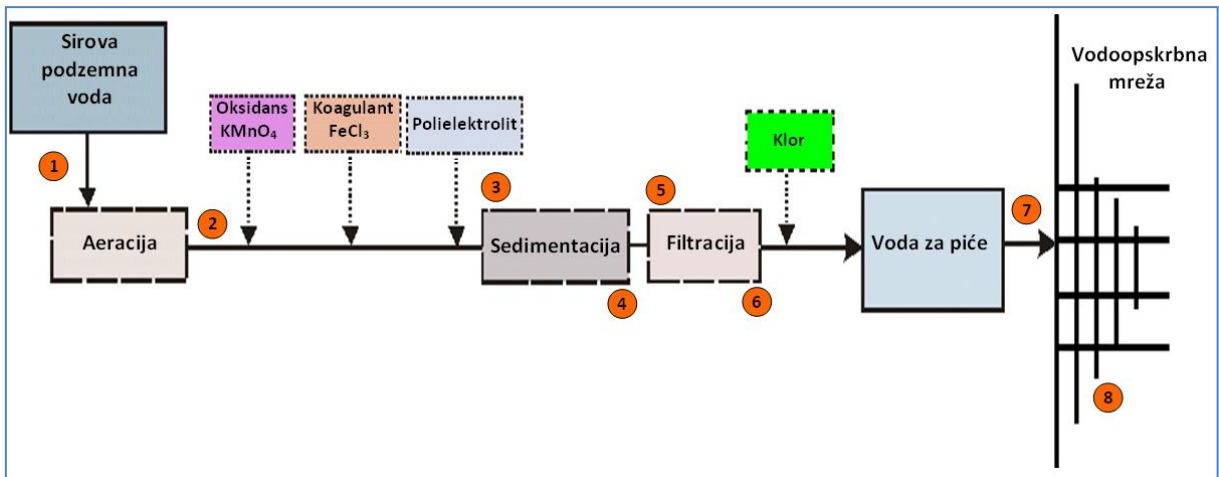 Sirova
podzemna
voda
1
Aeracija
2
Oksidans
KMnO₄
Koagulant
FeCl₃
Polielektrolit
3
Sedimentacija
4
5
Filtracija
6
Klor
Voda za piće
7
Vodoopskrbna
mreža
8